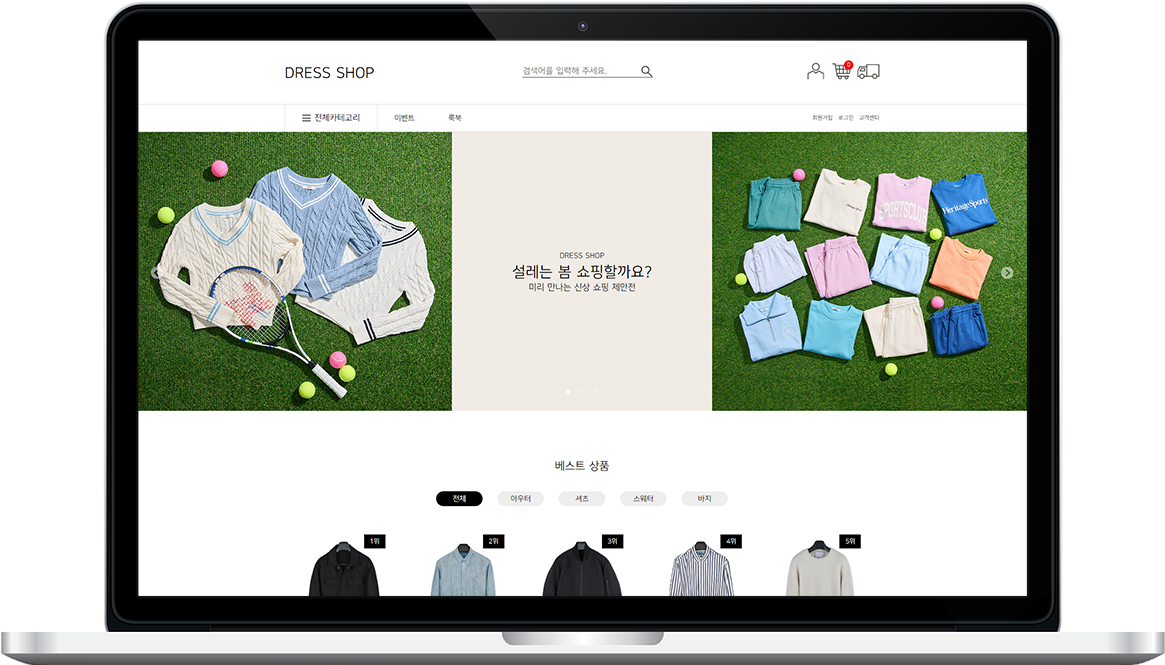 DRESS SHOP
검색어를 입력해 주세요.
0
전체카테고리
이벤트
룩북
회원가입 로그인 고객센터
SPORTSCLUB
HeritageSports
DRESS SHOP
설레는 봄 쇼핑할까요?
미리 만나는 신상 쇼핑 제안전
베스트 상품
전체
아우터
셔츠
스웨터
바지
1위
2위
3위
4위
5위